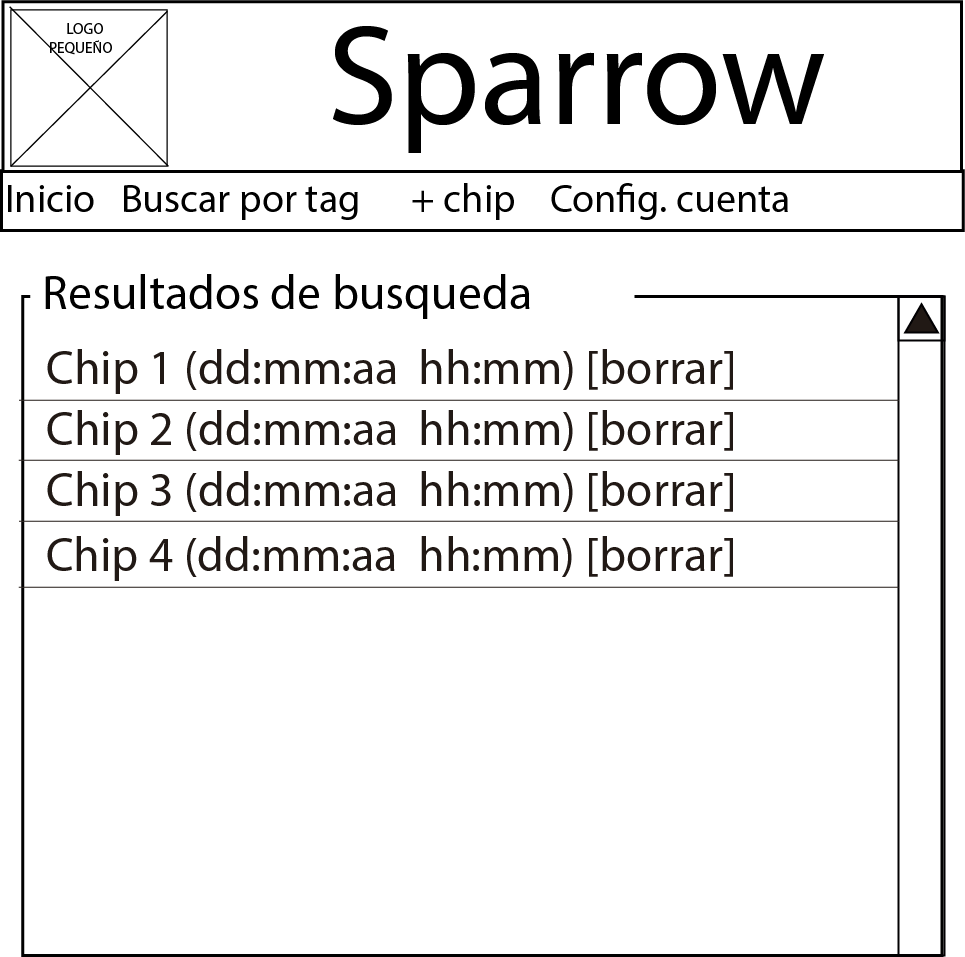 LOGO
PEQUEÑO
Sparrow
Inicio Buscar por tag + chip Config. cuenta
Resultados de busqueda
Chip 1 (dd:mm:aa hh:mm) [borrar]
Chip 2 (dd:mm:aa hh:mm) [borrar]
Chip 3 (dd:mm:aa hh:mm) [borrar]
Chip 4 (dd:mm:aa hh:mm) [borrar]